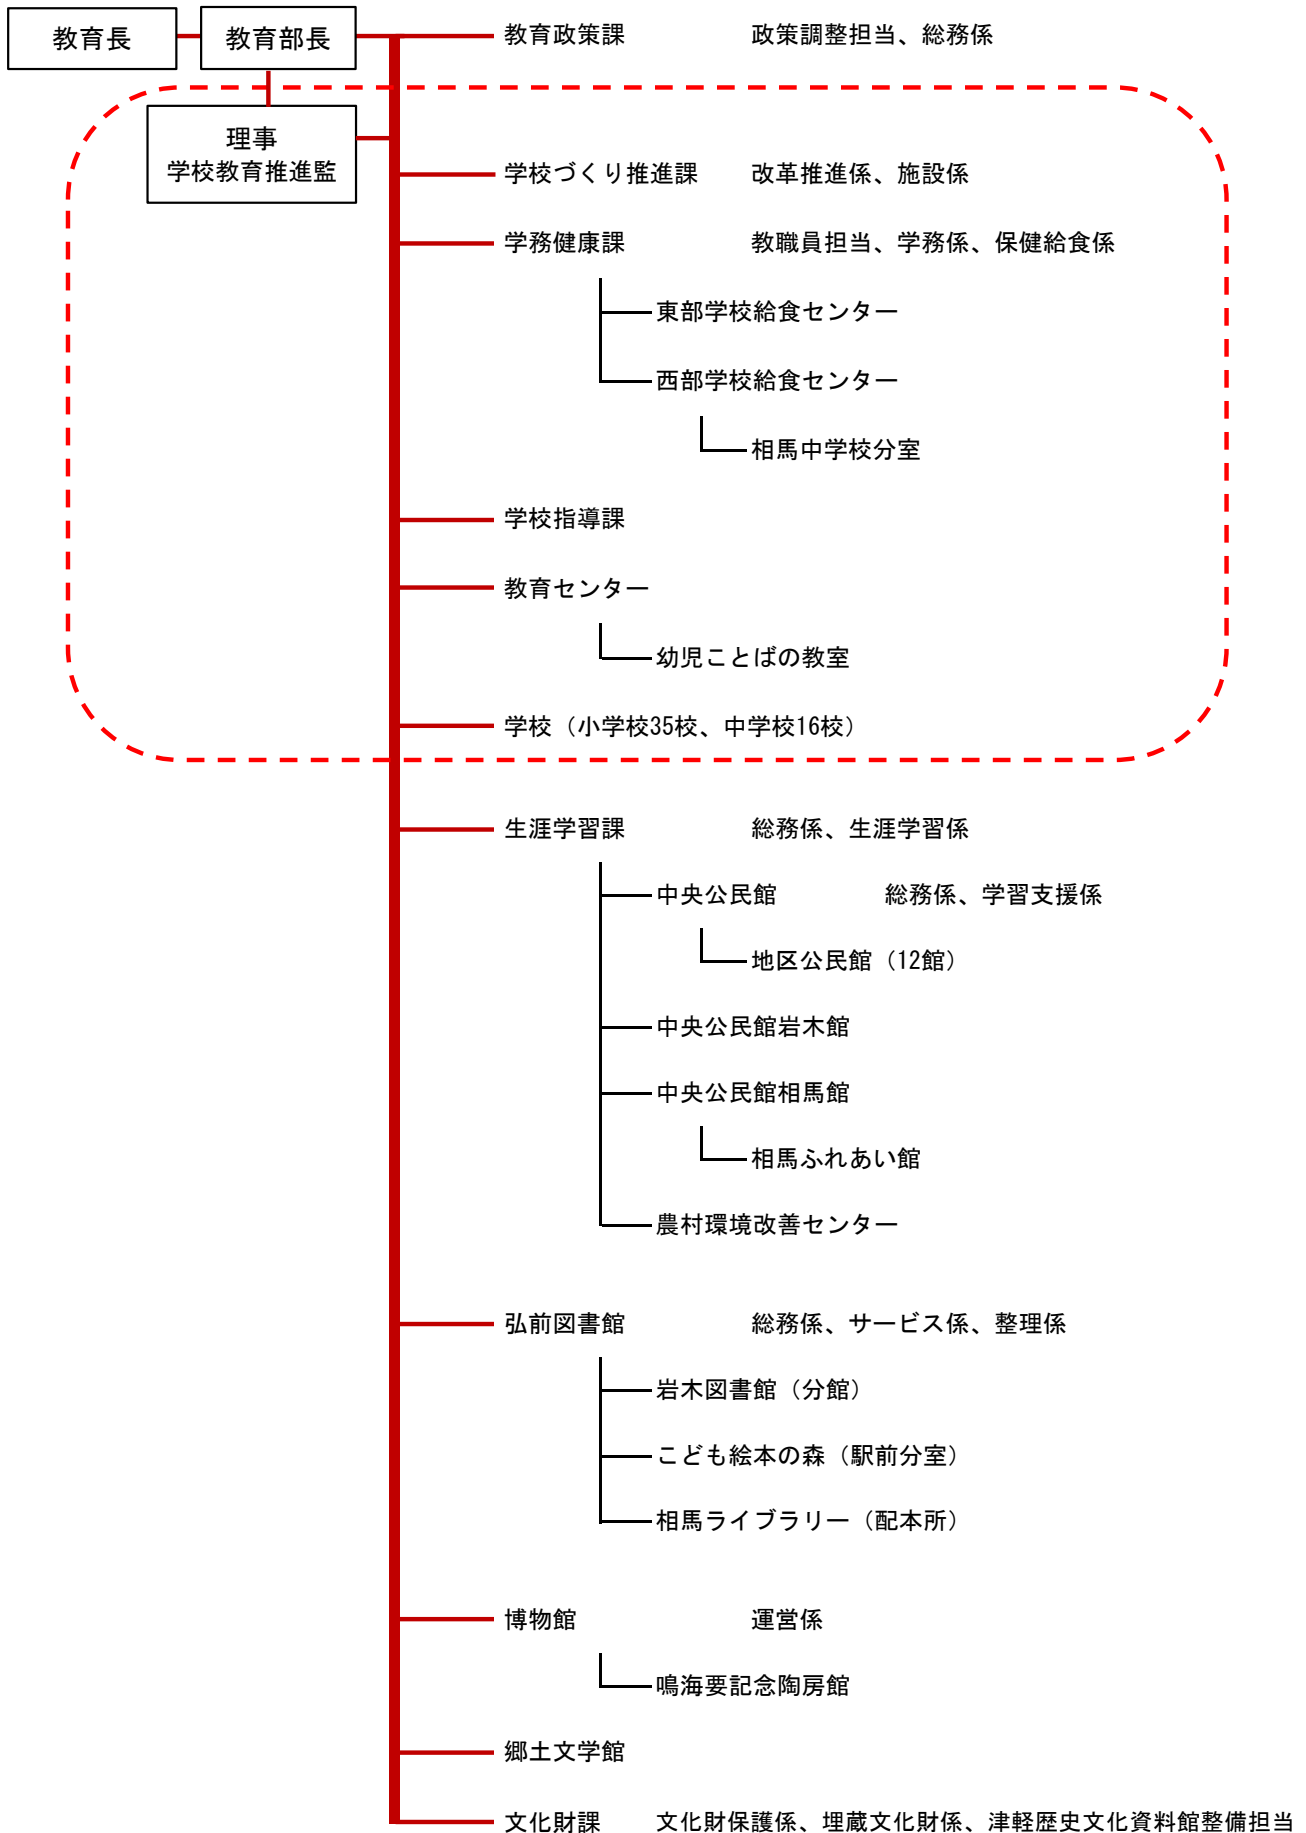 教育長
教育部長
教育政策課 政策調整担当、総務係
理事
学校教育推進監
学校づくり推進課 改革推進係、施設係
学務健康課 教職員担当、学務係、保健給食係
東部学校給食センター
西部学校給食センター
相馬中学校分室
学校指導課
教育センター
幼児ことばの教室
学校（小学校35校、中学校16校）
生涯学習課 総務係、生涯学習係
中央公民館 総務係、学習支援係
地区公民館（12館）
中央公民館岩木館
中央公民館相馬館
相馬ふれあい館
農村環境改善センター
弘前図書館 総務係、サービス係、整理係
岩木図書館（分館）
こども絵本の森（駅前分室）
相馬ライブラリー（配本所）
博物館 運営係
鳴海要記念陶房館
郷土文学館
文化財課 文化財保護係、埋蔵文化財係、津軽歴史文化資料館整備担当